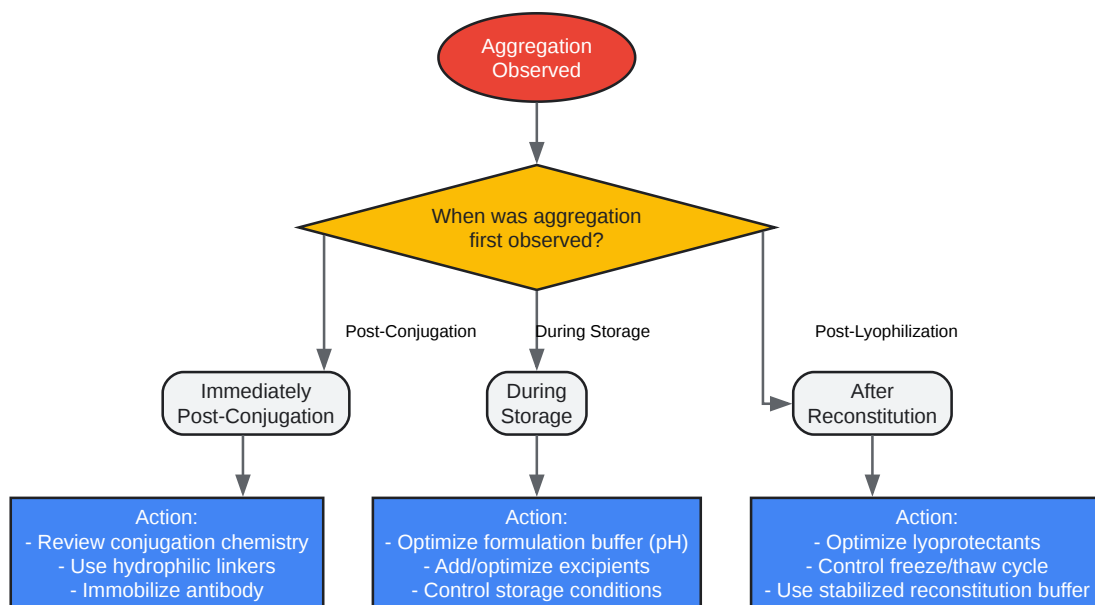 Aggregation
Observed
When was aggregation
first observed?
Post-Conjugation
During Storage
Post-Lyophilization
Immediately
Post-Conjugation
During
Storage
After
Reconstitution
Action:
- Review conjugation chemistry
- Use hydrophilic linkers
- Immobilize antibody
Action:
- Optimize formulation buffer (pH)
- Add/optimize excipients
- Control storage conditions
Action:
- Optimize lyoprotectants
- Control freeze/thaw cycle
- Use stabilized reconstitution buffer